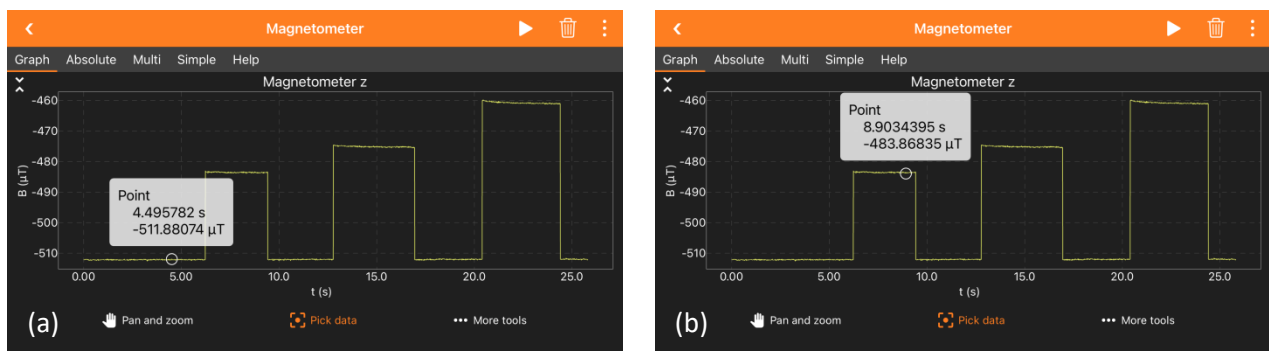 Magnetometer
Graph Absolute Multi Simple Help
Magnetometer z
-460
-470
-480
-490
-500
-510
B (µT)
Point
4.495782 s
-511.88074 µT
0.00 5.00 10.0 15.0 20.0 25.0
t (s)
(a)
Pan and zoom Pick data More tools
Magnetometer
Graph Absolute Multi Simple Help
Magnetometer z
-460
-470
-480
-490
-500
-510
B (µT)
Point
8.9034395 s
-483.86835 µT
0.00 5.00 10.0 15.0 20.0 25.0
t (s)
(b)
Pan and zoom Pick data More tools